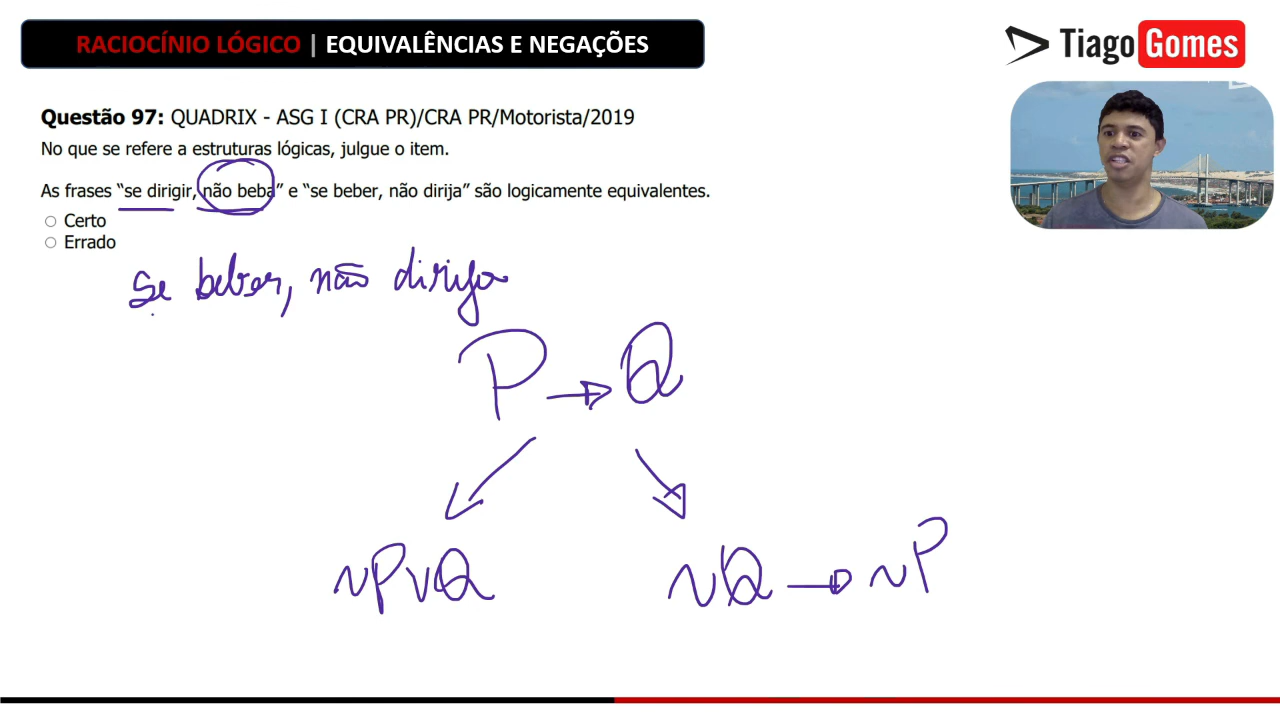 RACIOCÍNIO LÓGICO | EQUIVALÊNCIAS E NEGAÇÕES
Tiago Gomes
Questão 97: QUADRIX - ASG I (CRA PR)/CRA PR/Motorista/2019
No que se refere a estruturas lógicas, julgue o item.
As frases “se dirigir, não beba” e “se beber, não dirija” são logicamente equivalentes.
Certo
Errado
Se beber, não dirija
P → Q
~P v Q
~Q → ~P